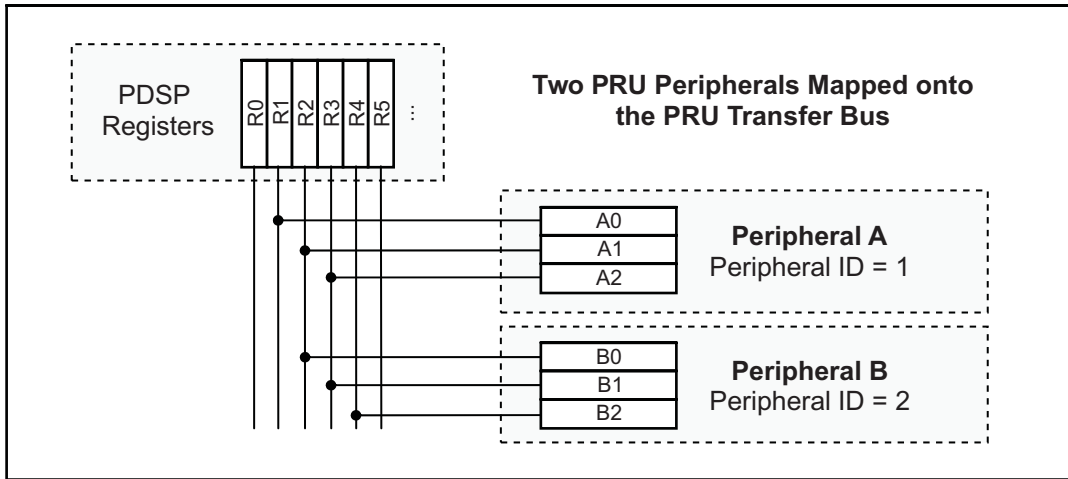 PDSP
Registers
R0
R1
R2
R3
R4
R5
...
Two PRU Peripherals Mapped onto
the PRU Transfer Bus
A0
A1
A2
Peripheral A
Peripheral ID = 1
B0
B1
B2
Peripheral B
Peripheral ID = 2